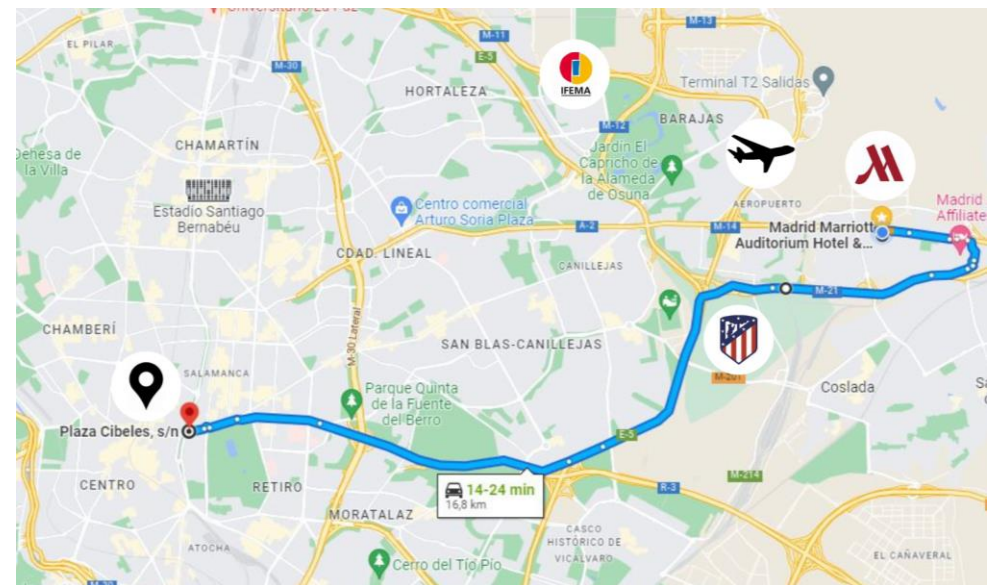 Universitario La Paz
M-11
M-13
EL PILAR
E-5
M-30
IFEMA
Terminal T2 Salidas
HORTALEZA
BARAJAS
M-12
CHAMARTÍN
Dehesa de
la Villa
Jardín El
Capricho de
la Alameda
de Osuna
Estadio Santiago
Bernabéu
Centro comercial
Arturo Soria Plaza
AEROPUERTO
Madrid
Affiliate
A-2
M-14
Madrid Marriott
Auditorium Hotel &...
CDAD. LINEAL
CANILLEJAS
M-21
CHAMBERÍ
M-30 Lateral
SAN BLAS-CANILLEJAS
M-201
Coslada
SALAMANCA
Parque Quinta
de la Fuente
del Berro
Plaza Cibeles, s/n
E-5
CENTRO
RETIRO
14-24 min
16,8 km
R-3
M-214
MORATALAZ
CASCO
HISTÓRICO DE
VICÁLVARO
ATOCHA
Cerro del Tío Pío
EL CAÑAVERAL